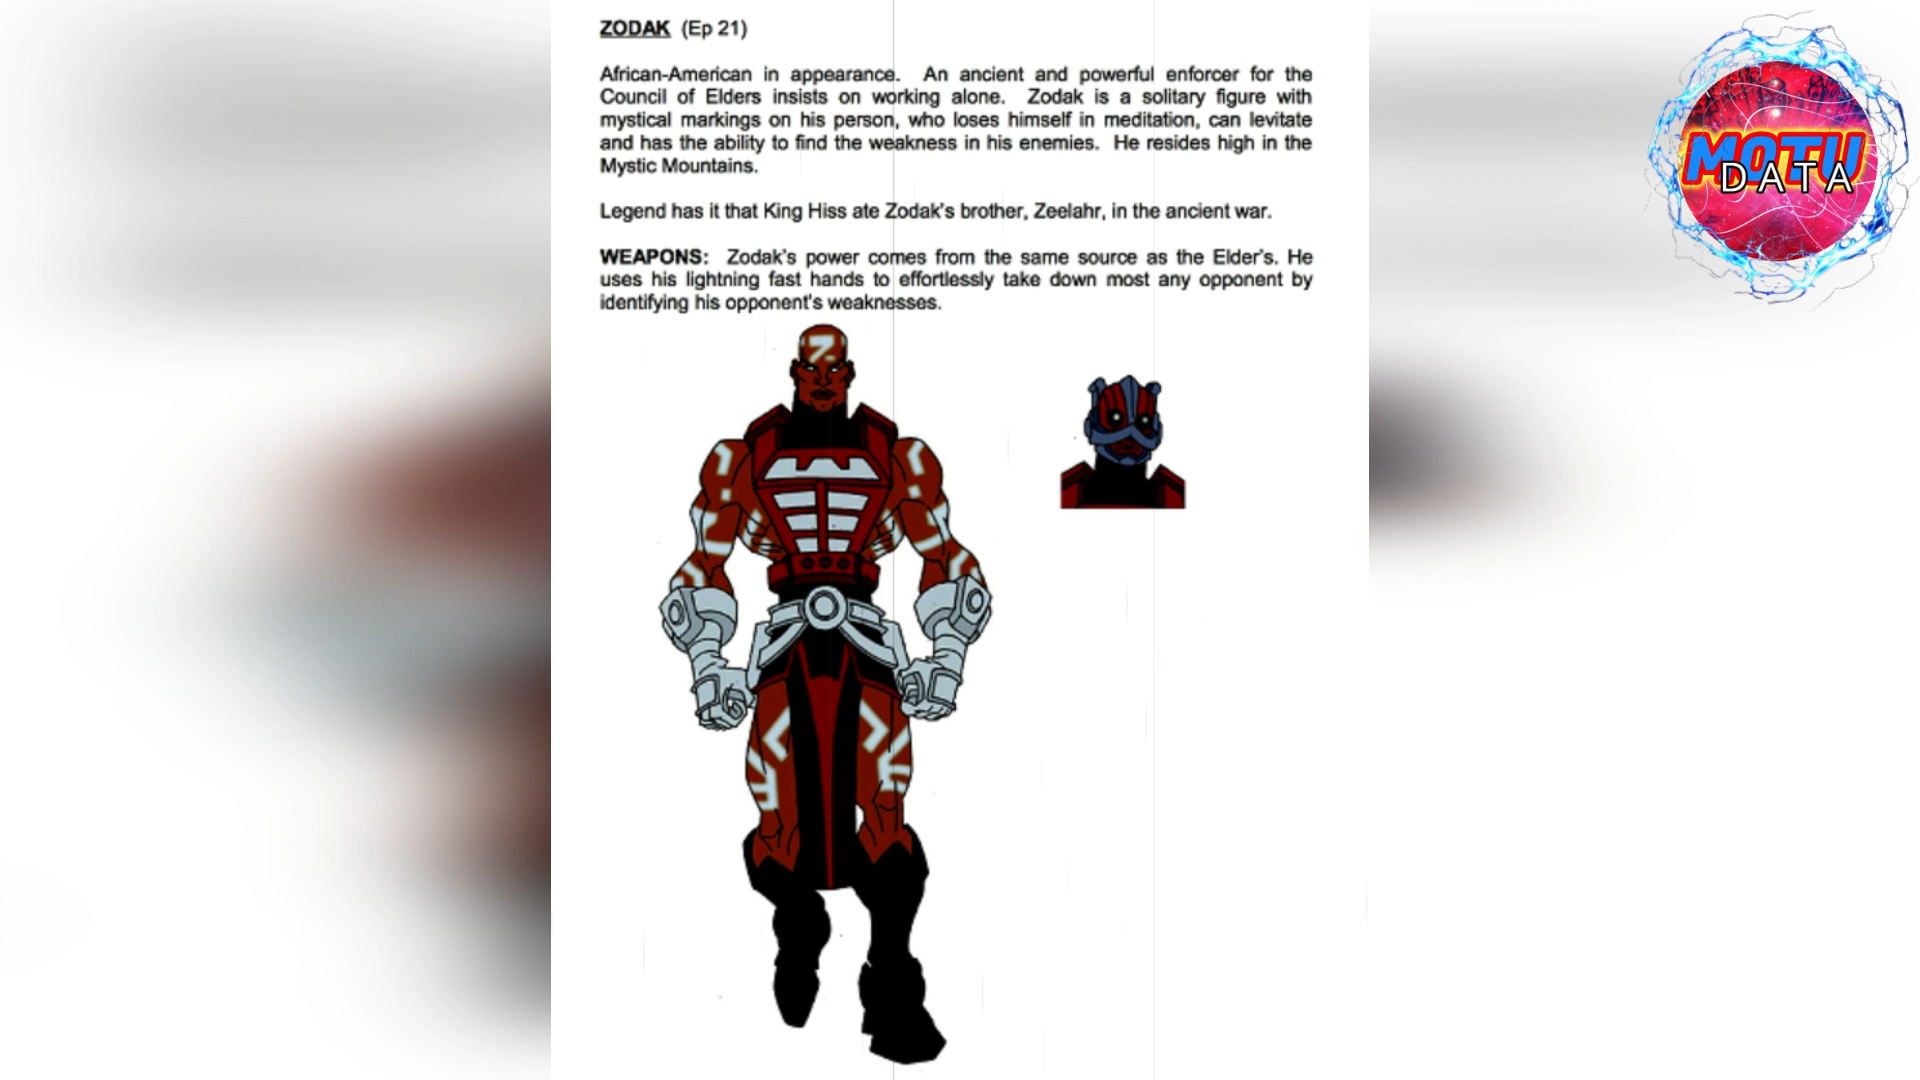 ZODAK (Ep 21)
African-American in appearance. An ancient and powerful enforcer for the
Council of Elders insists on working alone. Zodak is a solitary figure with
mystical markings on his person, who loses himself in meditation, can levitate
and has the ability to find the weakness in his enemies. He resides high in the
Mystic Mountains.
Legend has it that King Hiss ate Zodak's brother, Zeelahr, in the ancient war.
WEAPONS: Zodak's power comes from the same source as the Elder's. He
uses his lightning fast hands to effortlessly take down most any opponent by
identifying his opponent's weaknesses.
MOTU
DATA